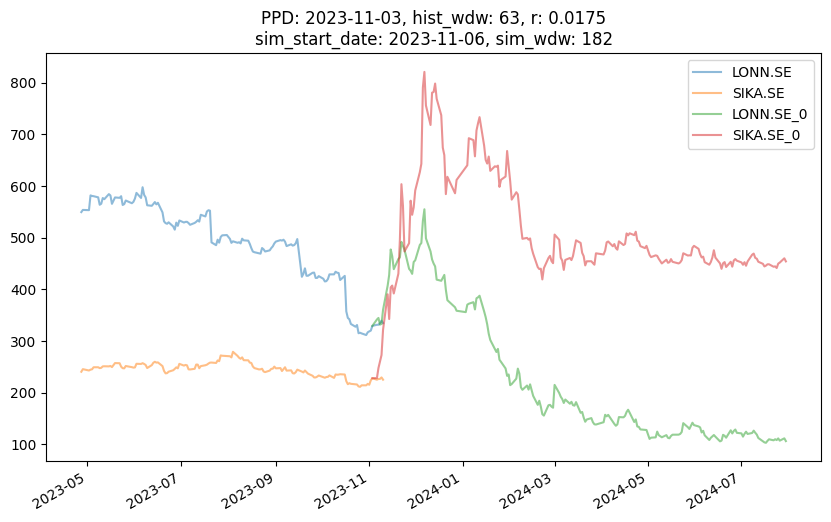 PPD: 2023-11-03, hist_wdw: 63, r: 0.0175
sim_start_date: 2023-11-06, sim_wdw: 182
LONN.SE
SIKA.SE
LONN.SE_0
SIKA.SE_0
800
700
600
500
400
300
200
100
2023-05
2023-07
2023-09
2023-11
2024-01
2024-03
2024-05
2024-07